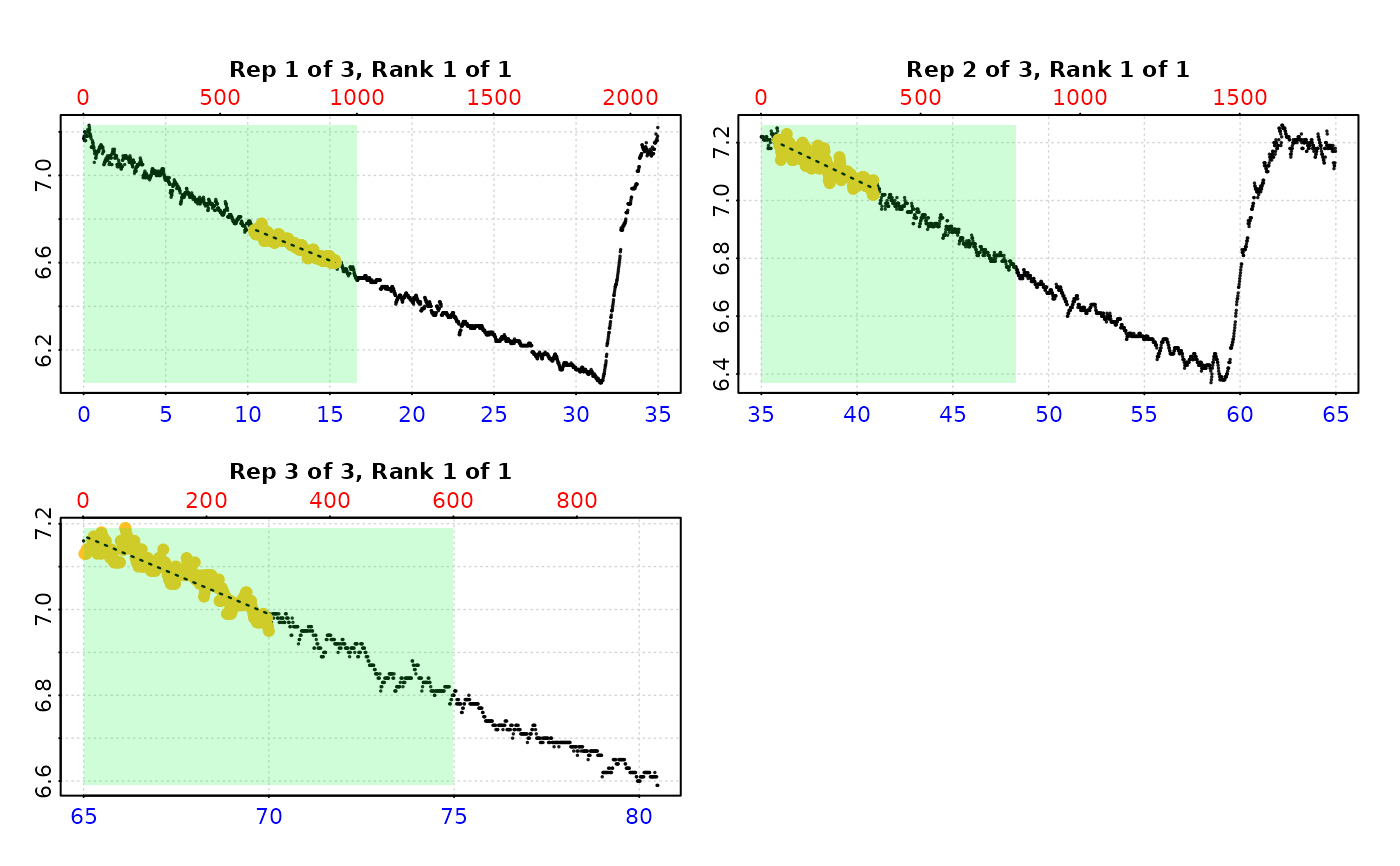 Rep 1 of 3, Rank 1 of 1
0 500 1000 1500 2000
7.0
6.6
6.2
0 5 10 15 20 25 30 35
Rep 2 of 3, Rank 1 of 1
0 500 1000 1500
7.2
7.0
6.8
6.6
6.4
35 40 45 50 55 60 65
Rep 3 of 3, Rank 1 of 1
0 200 400 600 800
7.2
7.0
6.8
6.6
65 70 75 80